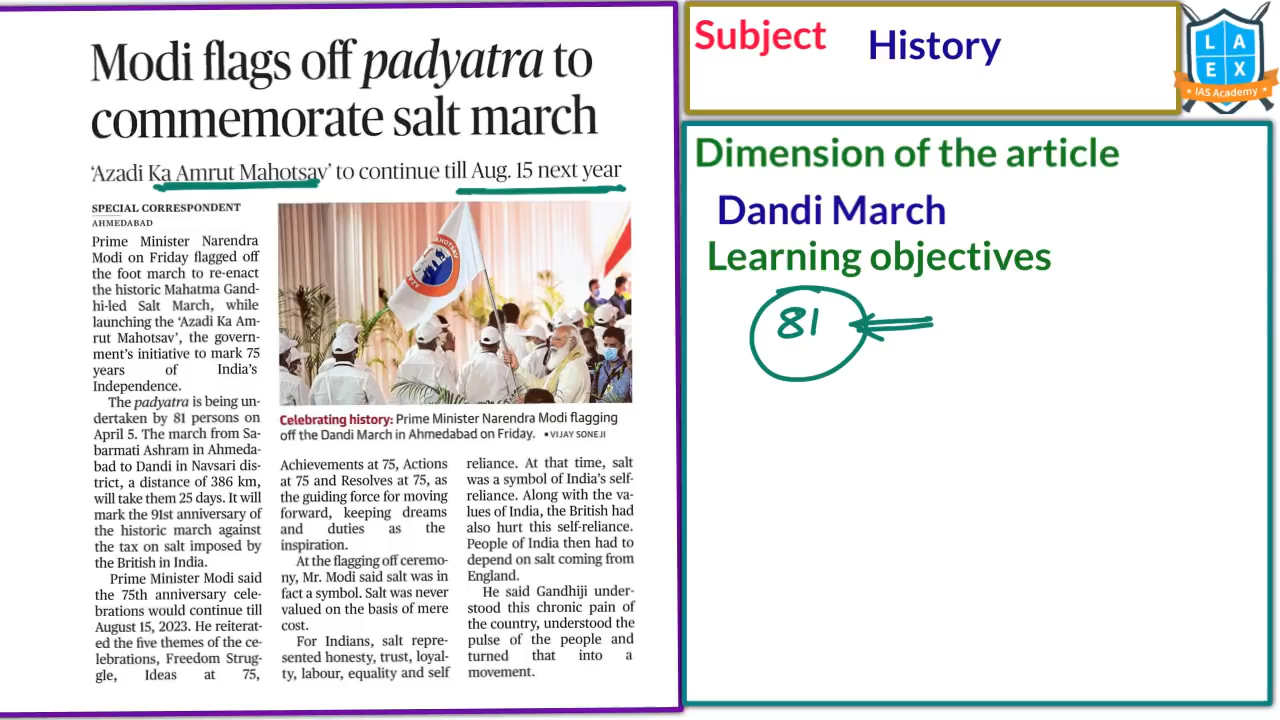 Modi flags off padyatra to
commemorate salt march
‘Azadi Ka Amrut Mahotsav’ to continue till Aug. 15 next year
SPECIAL CORRESPONDENT
AHMEDABAD
Prime Minister Narendra
Modi on Friday flagged off
the foot march to re-enact
the historic Mahatma Gand-
hi-led Salt March, while
launching the ‘Azadi Ka Am-
rut Mahotsav’, the govern-
ment’s initiative to mark 75
years of India’s
Independence.
The padyatra is being un-
dertaken by 81 persons on
April 5. The march from Sa-
barmati Ashram in Ahmeda-
bad to Dandi in Navsari dis-
trict, a distance of 386 km,
will take them 25 days. It will
mark the 91st anniversary of
the historic march against
the tax on salt imposed by
the British in India.
Prime Minister Modi said
the 75th anniversary cele-
brations would continue till
August 15, 2023. He reiterat-
ed the five themes of the ce-
lebrations, Freedom Strug-
gle, Ideas at 75,
Celebrating history: Prime Minister Narendra Modi flagging
off the Dandi March in Ahmedabad on Friday. •VIJAY SONEJI
Achievements at 75, Actions
at 75 and Resolves at 75, as
the guiding force for moving
forward, keeping dreams
and duties as the
inspiration.
At the flagging off ceremo-
ny, Mr. Modi said salt was in
fact a symbol. Salt was never
valued on the basis of mere
cost.
For Indians, salt repre-
sented honesty, trust, loyal-
ty, labour, equality and self
reliance. At that time, salt
was a symbol of India’s self-
reliance. Along with the va-
lues of India, the British had
also hurt this self-reliance.
People of India then had to
depend on salt coming from
England.
He said Gandhiji under-
stood this chronic pain of
the country, understood the
pulse of the people and
turned that into a
movement.
Subject History
L A
E X
IAS Academy
Dimension of the article
Dandi March
Learning objectives
81